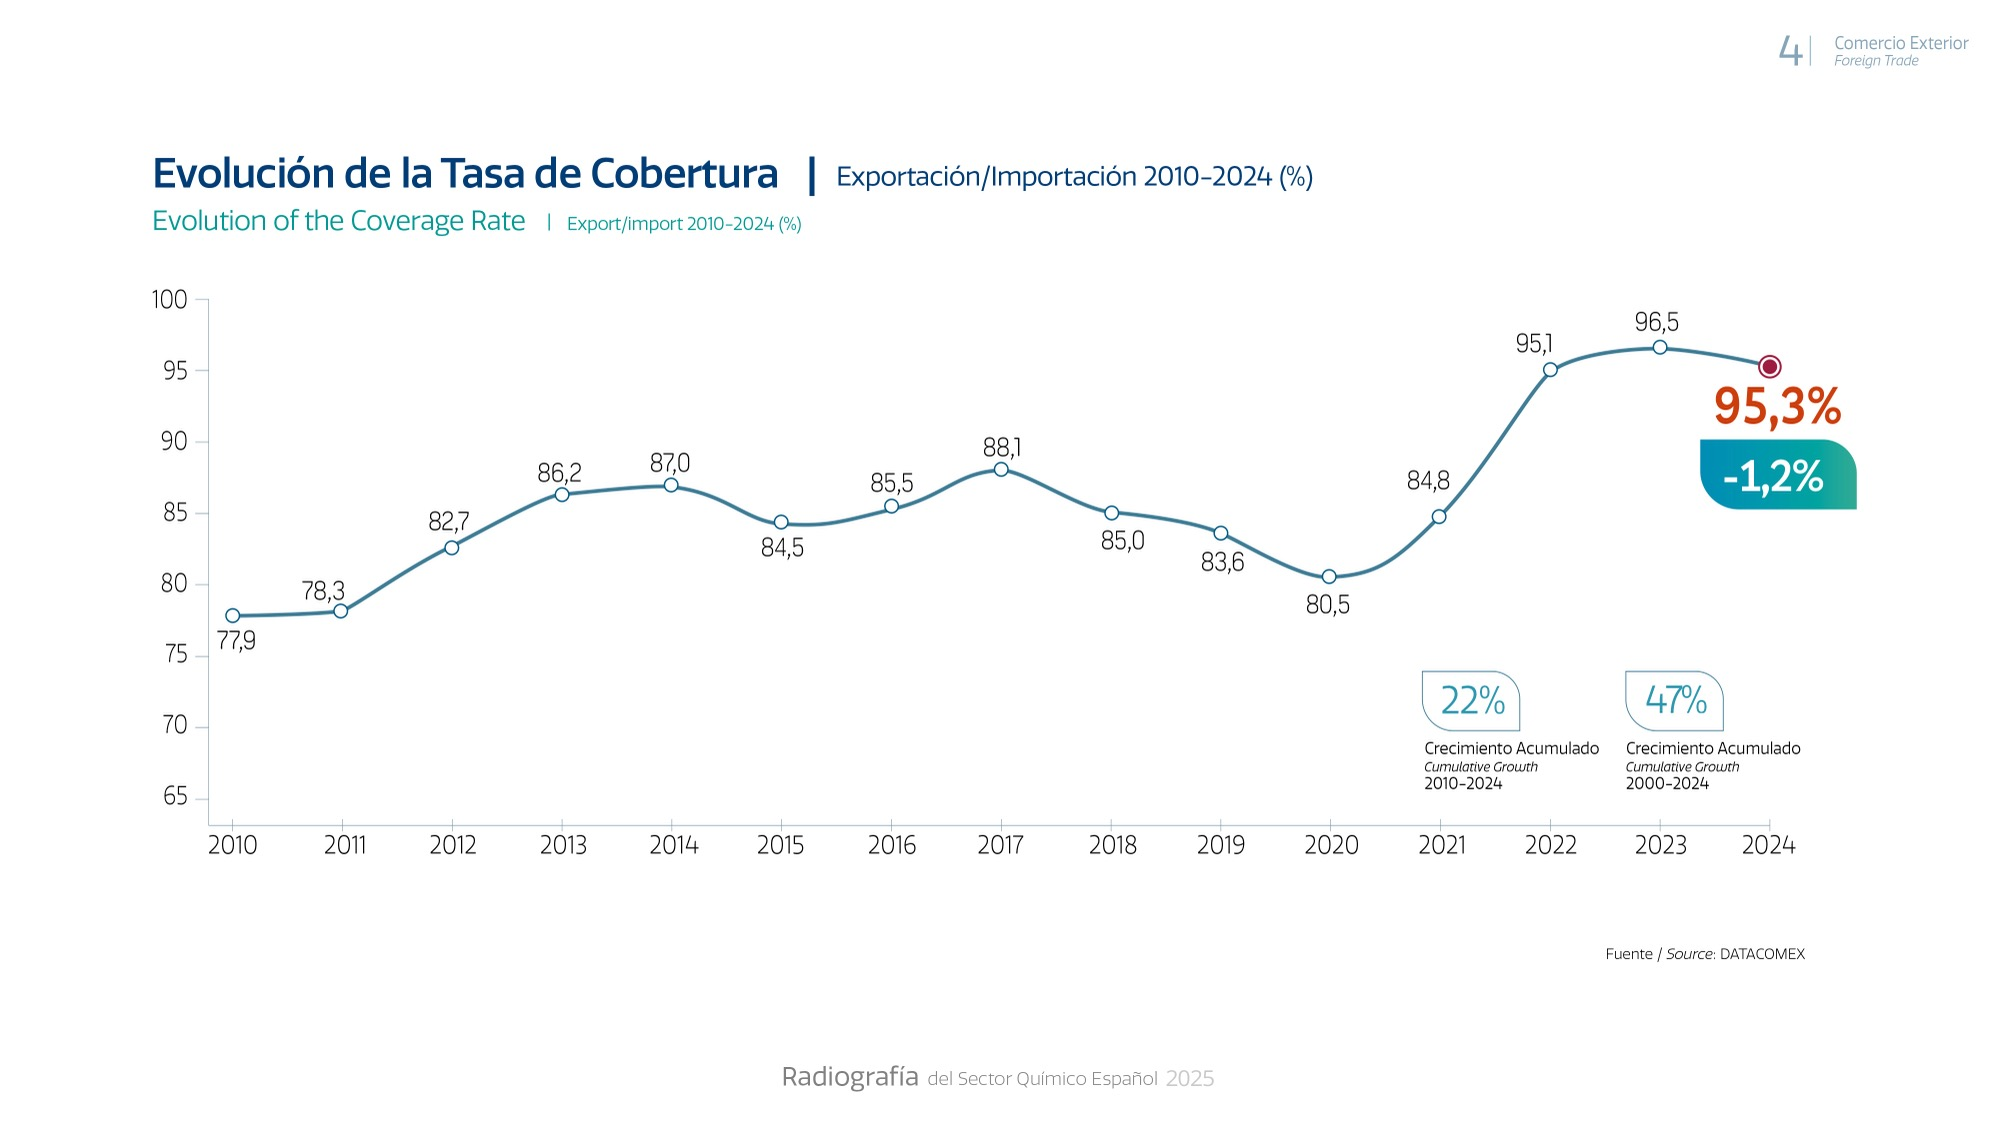 4 | Comercio Exterior
Foreign Trade
Evolución de la Tasa de Cobertura | Exportación/Importación 2010-2024 (%)
Evolution of the Coverage Rate | Export/import 2010-2024 (%)
100
95
90
85
80
75
70
65
77,9
78,3
82,7
86,2
87,0
84,5
85,5
88,1
85,0
83,6
80,5
84,8
95,1
96,5
95,3%
-1,2%
22%
Crecimiento Acumulado
Cumulative Growth
2010-2024
47%
Crecimiento Acumulado
Cumulative Growth
2000-2024
2010 2011 2012 2013 2014 2015 2016 2017 2018 2019 2020 2021 2022 2023 2024
Fuente / Source: DATACOMEX
Radiografía del Sector Químico Español 2025